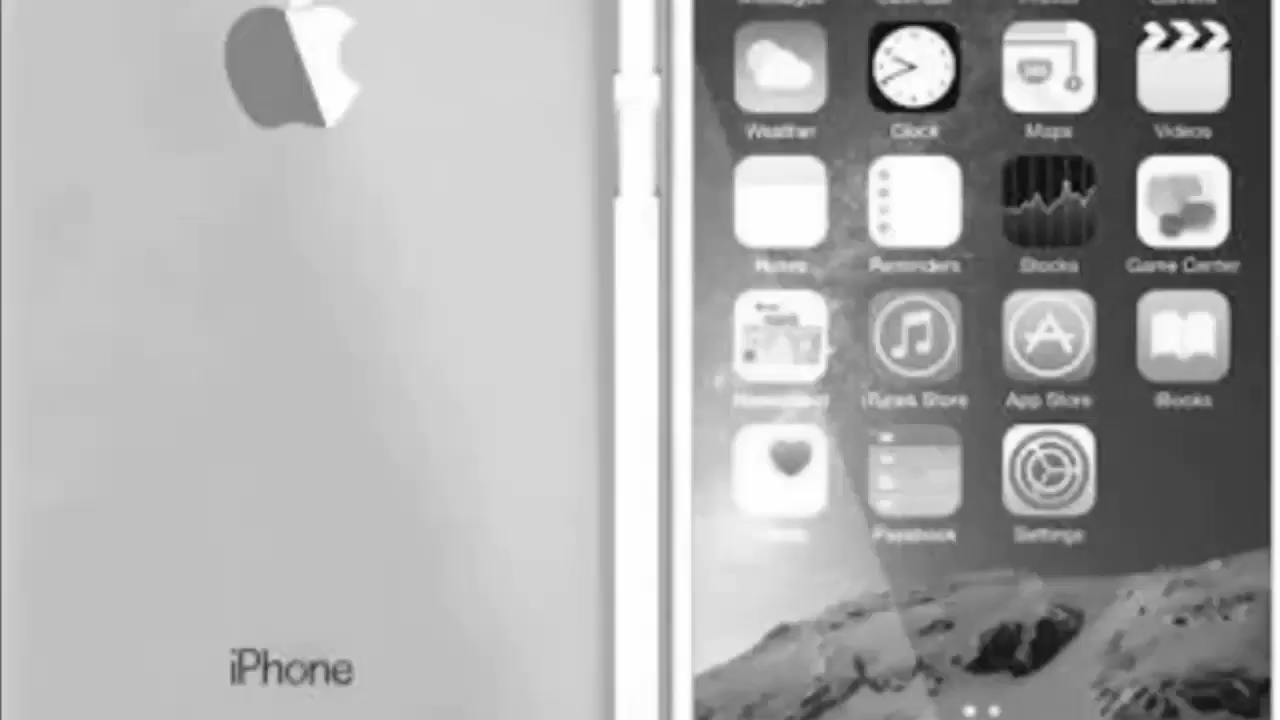 Weather Clock Maps Videos
Notes Reminders Stocks Game Center
iTunes Store App Store iBooks
Passbook Settings
iPhone